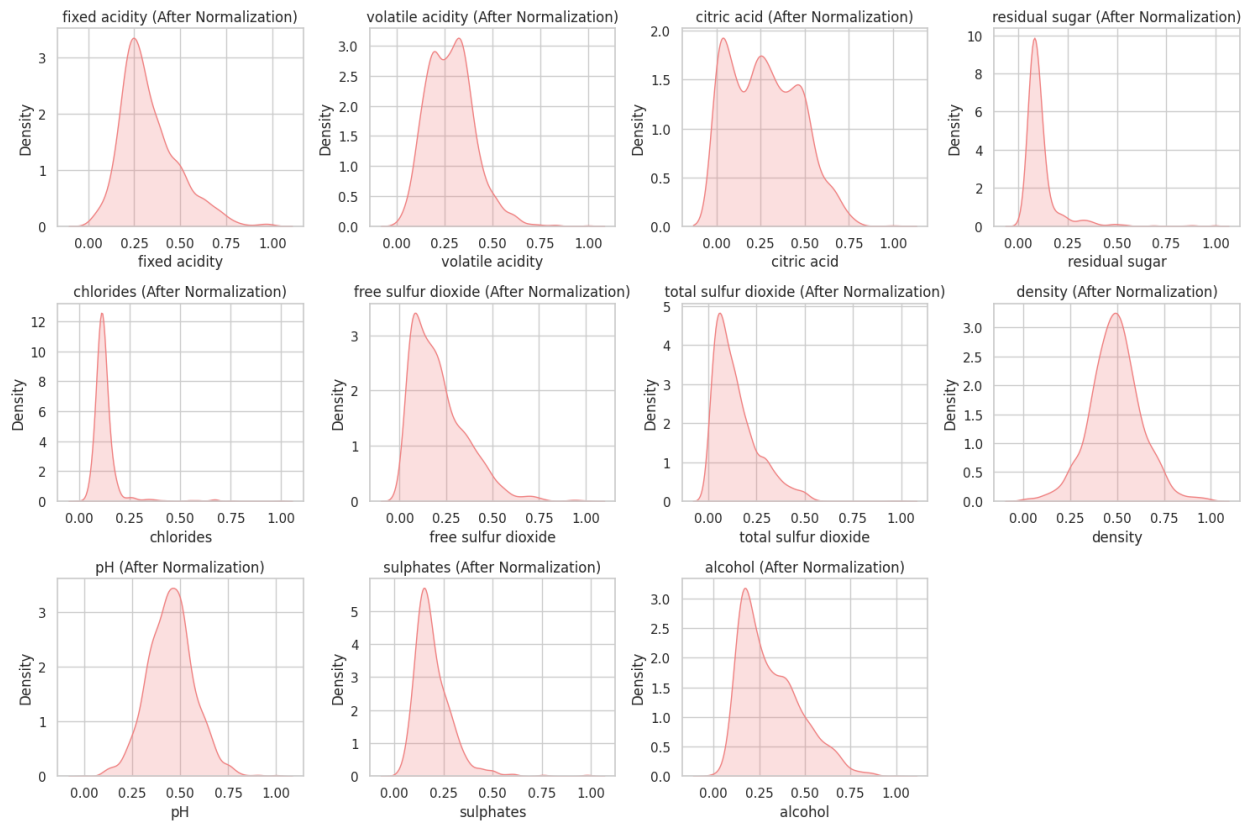 fixed acidity (After Normalization)
Density
3
2
1
0
0.00 0.25 0.50 0.75 1.00
fixed acidity
volatile acidity (After Normalization)
Density
3.0
2.5
2.0
1.5
1.0
0.5
0.0
0.00 0.25 0.50 0.75 1.00
volatile acidity
citric acid (After Normalization)
Density
2.0
1.5
1.0
0.5
0.0
0.00 0.25 0.50 0.75 1.00
citric acid
residual sugar (After Normalization)
Density
10
8
6
4
2
0
0.00 0.25 0.50 0.75 1.00
residual sugar
chlorides (After Normalization)
Density
12
10
8
6
4
2
0
0.00 0.25 0.50 0.75 1.00
chlorides
free sulfur dioxide (After Normalization)
Density
3
2
1
0
0.00 0.25 0.50 0.75 1.00
free sulfur dioxide
total sulfur dioxide (After Normalization)
Density
5
4
3
2
1
0
0.00 0.25 0.50 0.75 1.00
total sulfur dioxide
density (After Normalization)
Density
3.0
2.5
2.0
1.5
1.0
0.5
0.0
0.00 0.25 0.50 0.75 1.00
density
pH (After Normalization)
Density
3
2
1
0
0.00 0.25 0.50 0.75 1.00
pH
sulphates (After Normalization)
Density
5
4
3
2
1
0
0.00 0.25 0.50 0.75 1.00
sulphates
alcohol (After Normalization)
Density
3.0
2.5
2.0
1.5
1.0
0.5
0.0
0.00 0.25 0.50 0.75 1.00
alcohol